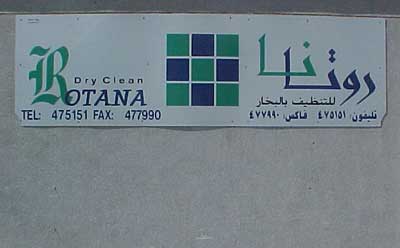 Dry Clean
ROTANA
TEL: 475151 FAX: 477990
روتانا
للتنظيف بالبخار
تليفون: ٤٧٥١٥١ فاكس: ٤٧٧٩٩٠